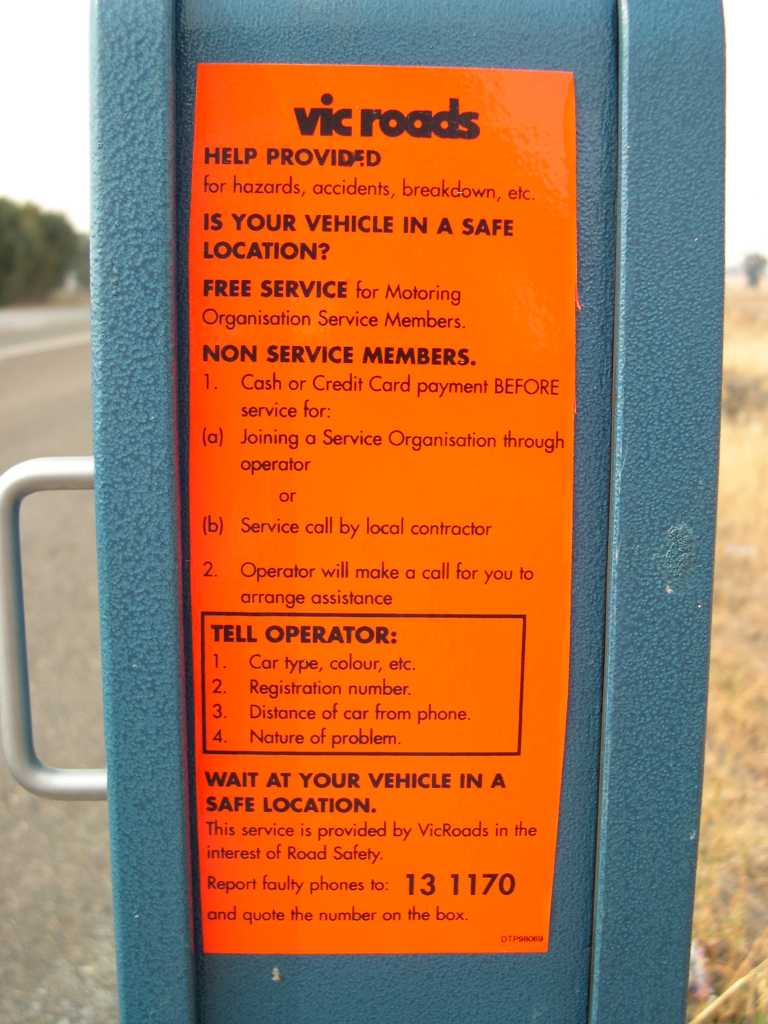 vic roads
HELP PROVIDED
for hazards, accidents, breakdown, etc.
IS YOUR VEHICLE IN A SAFE
LOCATION?
FREE SERVICE for Motoring
Organisation Service Members.
NON SERVICE MEMBERS.
1. Cash or Credit Card payment BEFORE
service for:
(a) Joining a Service Organisation through
operator
or
(b) Service call by local contractor
2. Operator will make a call for you to
arrange assistance
TELL OPERATOR:
1. Car type, colour, etc.
2. Registration number.
3. Distance of car from phone.
4. Nature of problem.
WAIT AT YOUR VEHICLE IN A
SAFE LOCATION.
This service is provided by VicRoads in the
interest of Road Safety.
Report faulty phones to: 13 1170
and quote the number on the box.
DTP98069